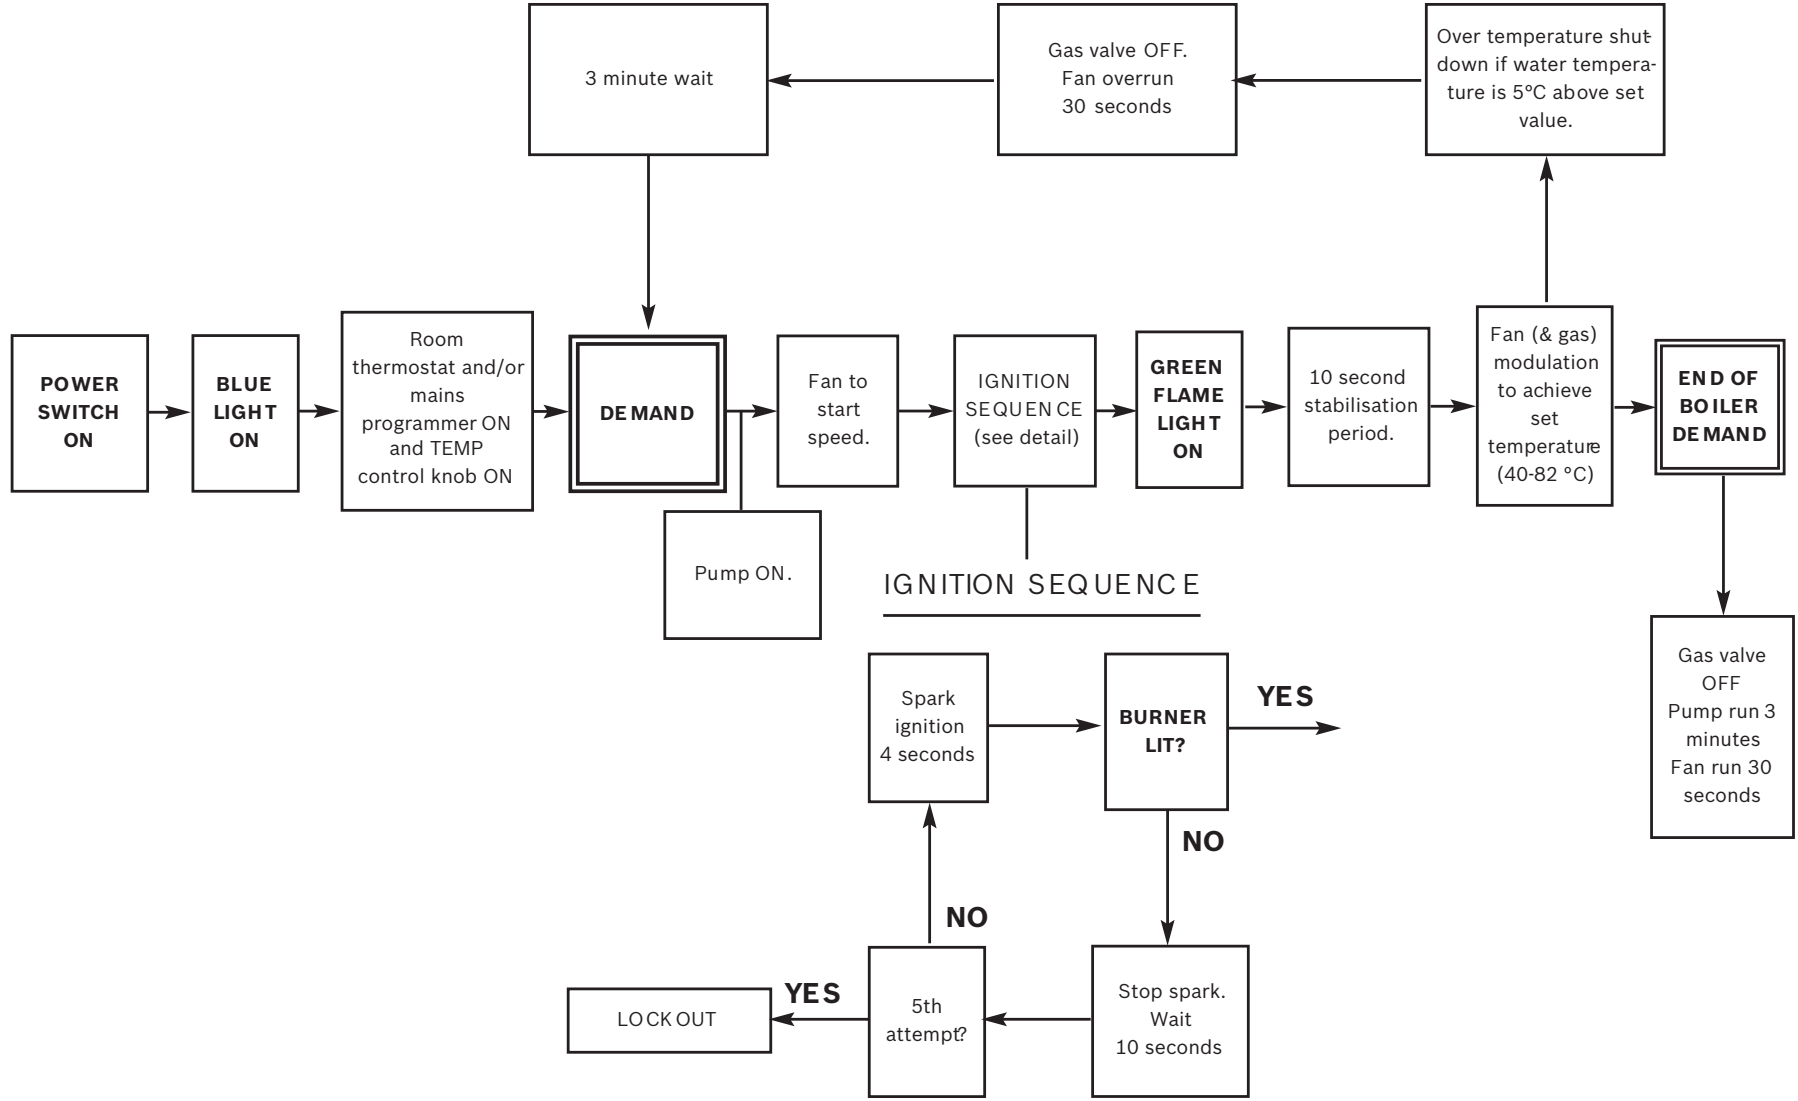 3 minute wait
Gas valve OFF.
Fan overrun
30 seconds
Over temperature shut-
down if water tempera-
ture is 5°C above set
value.
POWER
SWITCH
ON
BLUE
LIGHT
ON
Room
thermostat and/or
mains
programmer ON
and TEMP
control knob ON
DEMAND
Pump ON.
Fan to
start
speed.
IGNITION
SEQUENCE
(see detail)
GREEN
FLAME
LIGHT
ON
10 second
stabilisation
period.
Fan (& gas)
modulation
to achieve
set
temperature
(40-82 °C)
END OF
BOILER
DEMAND
Gas valve
OFF
Pump run 3
minutes
Fan run 30
seconds
IGNITION SEQUENCE
Spark
ignition
4 seconds
BURNER
LIT?
YES
NO
Stop spark.
Wait
10 seconds
5th
attempt?
NO
YES
LOCKOUT